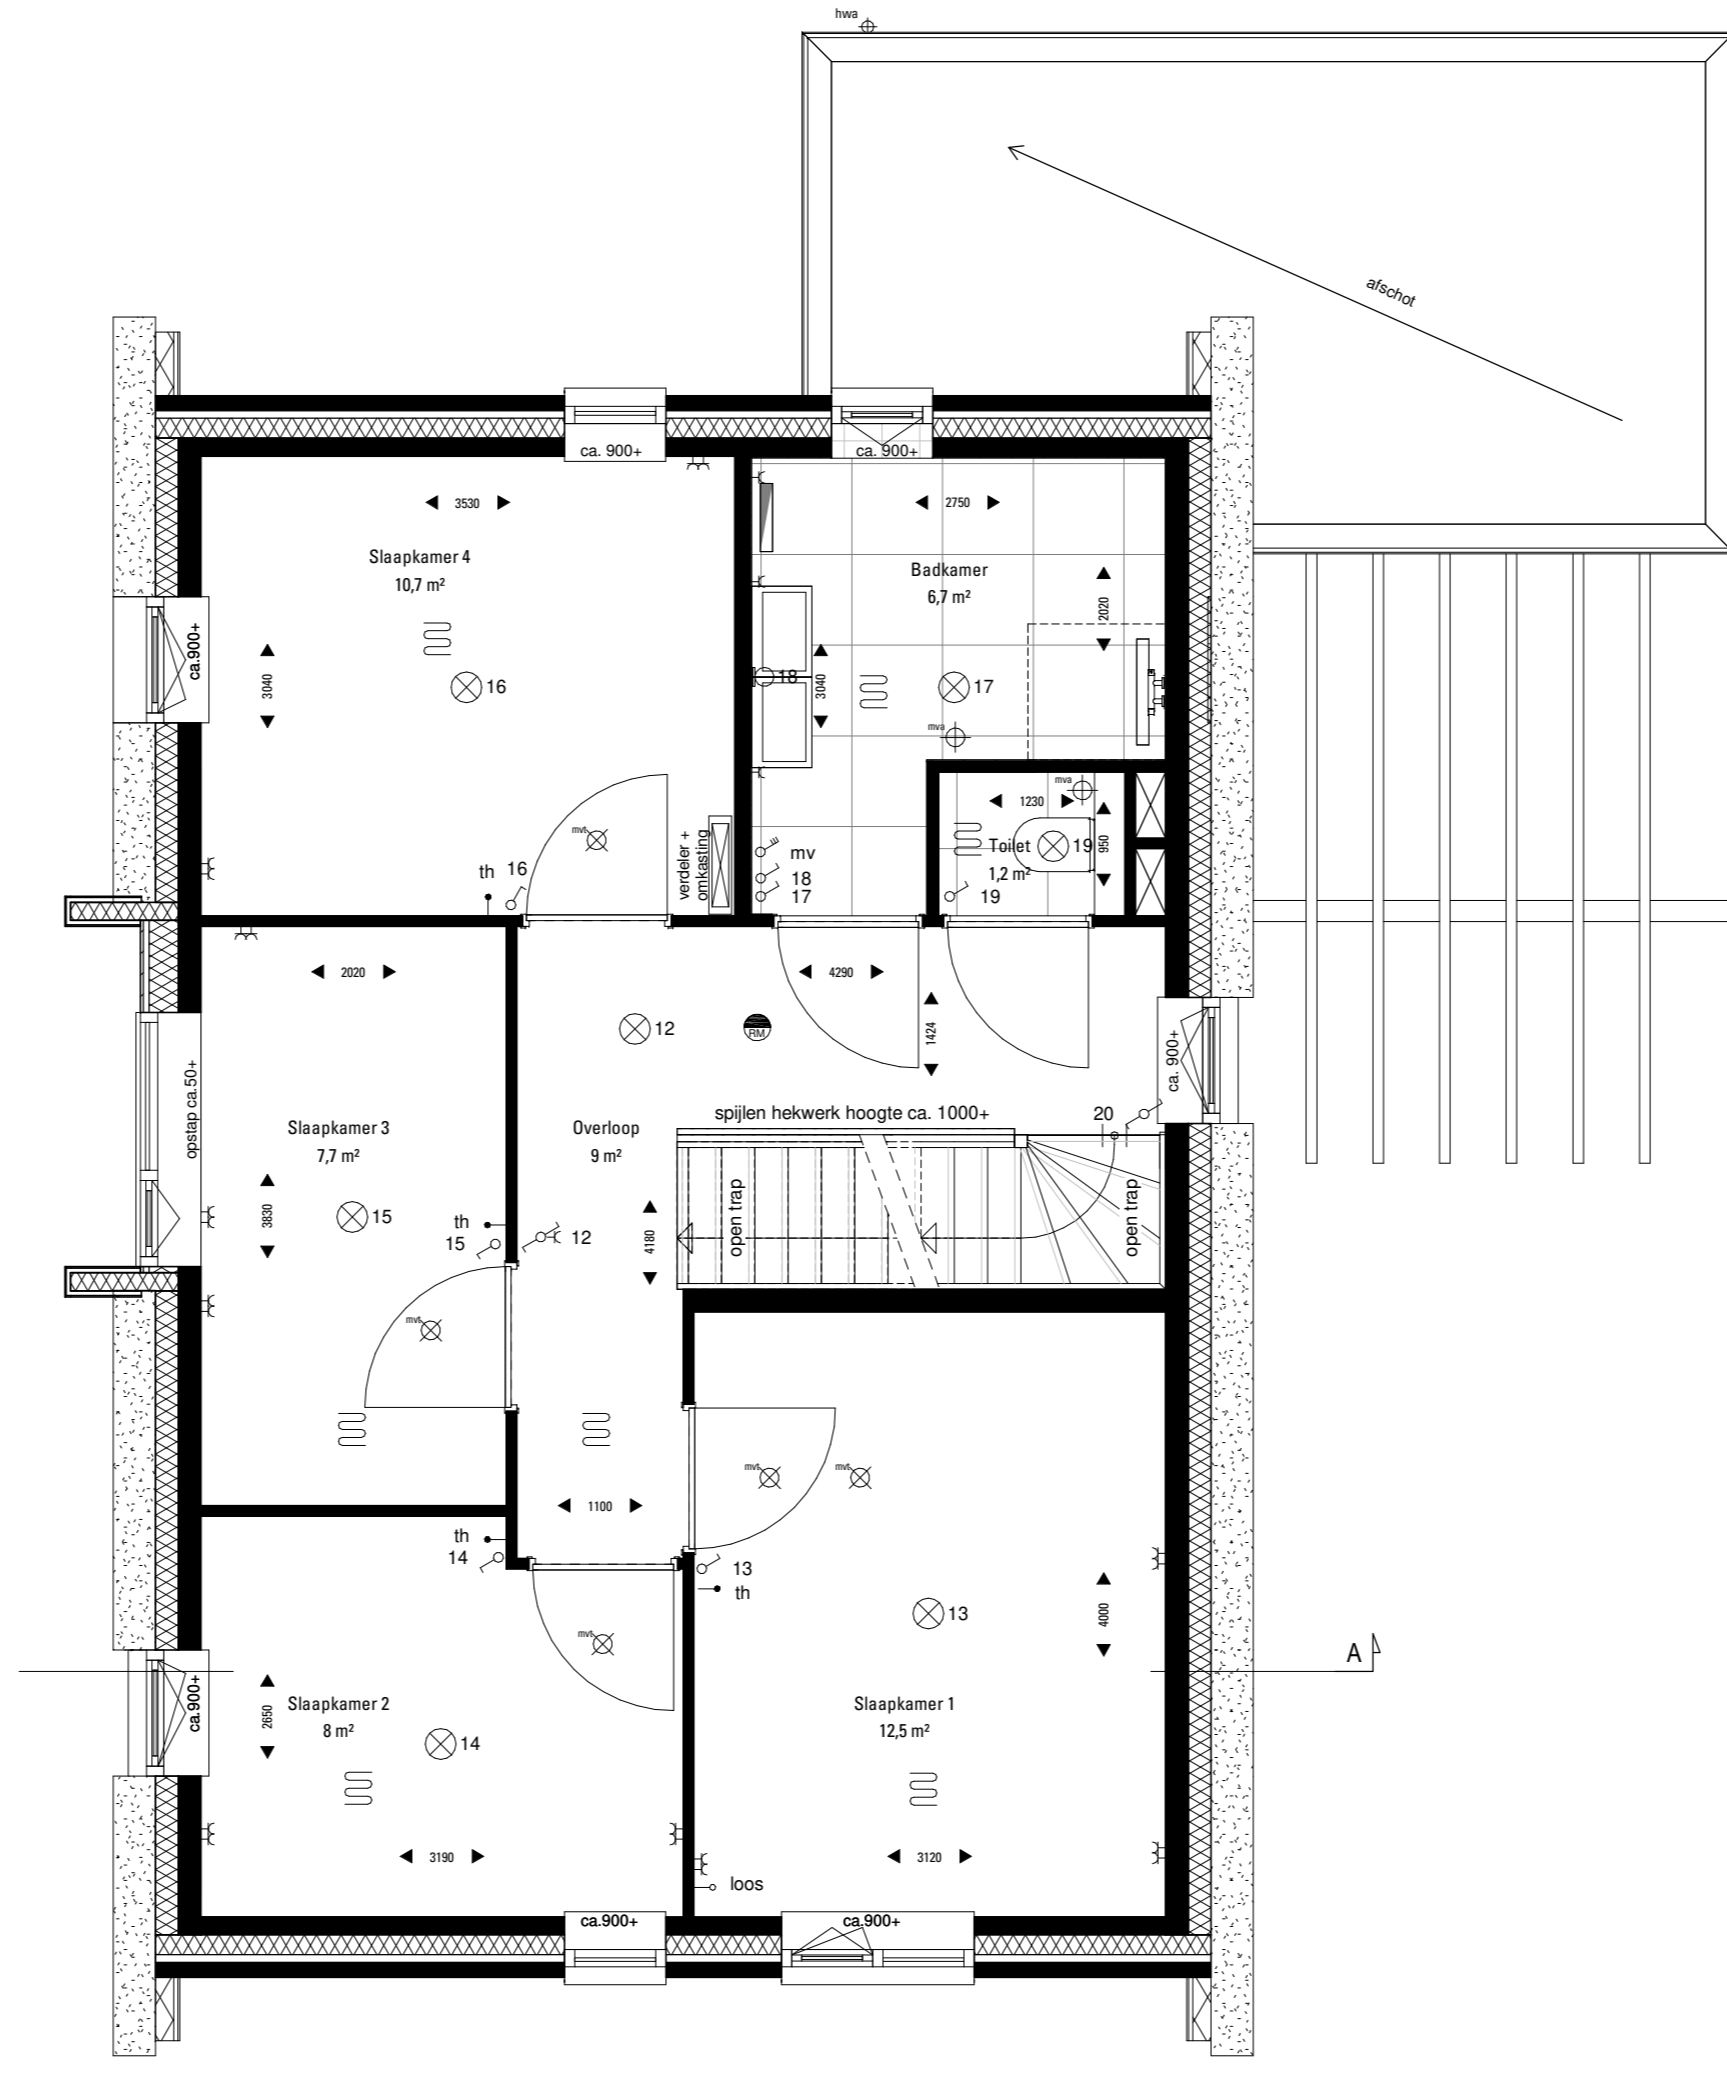 hwa
afschot
ca. 900+
ca. 900+
3530
2750
Slaapkamer 4
10,7 m²
Badkamer
6,7 m²
2020
ca.900+
3040
16
18
3040
17
mva
mva
1230
950
mvt
verdeler +
omkasting
mv
18
17
Toilet
1,2 m²
19
19
th
16
2020
4290
1424
12
RM
ca. 900+
opstap ca.50+
Slaapkamer 3
7,7 m²
Overloop
9 m²
spijlen hekwerk hoogte ca. 1000+
20
open trap
open trap
3830
15
th
15
12
4180
mvt
mvt
mvt
1100
th
14
13
th
13
4000
mvt
A
ca.900+
2650
Slaapkamer 2
8 m²
14
Slaapkamer 1
12,5 m²
3190
3120
loos
ca.900+
ca.900+